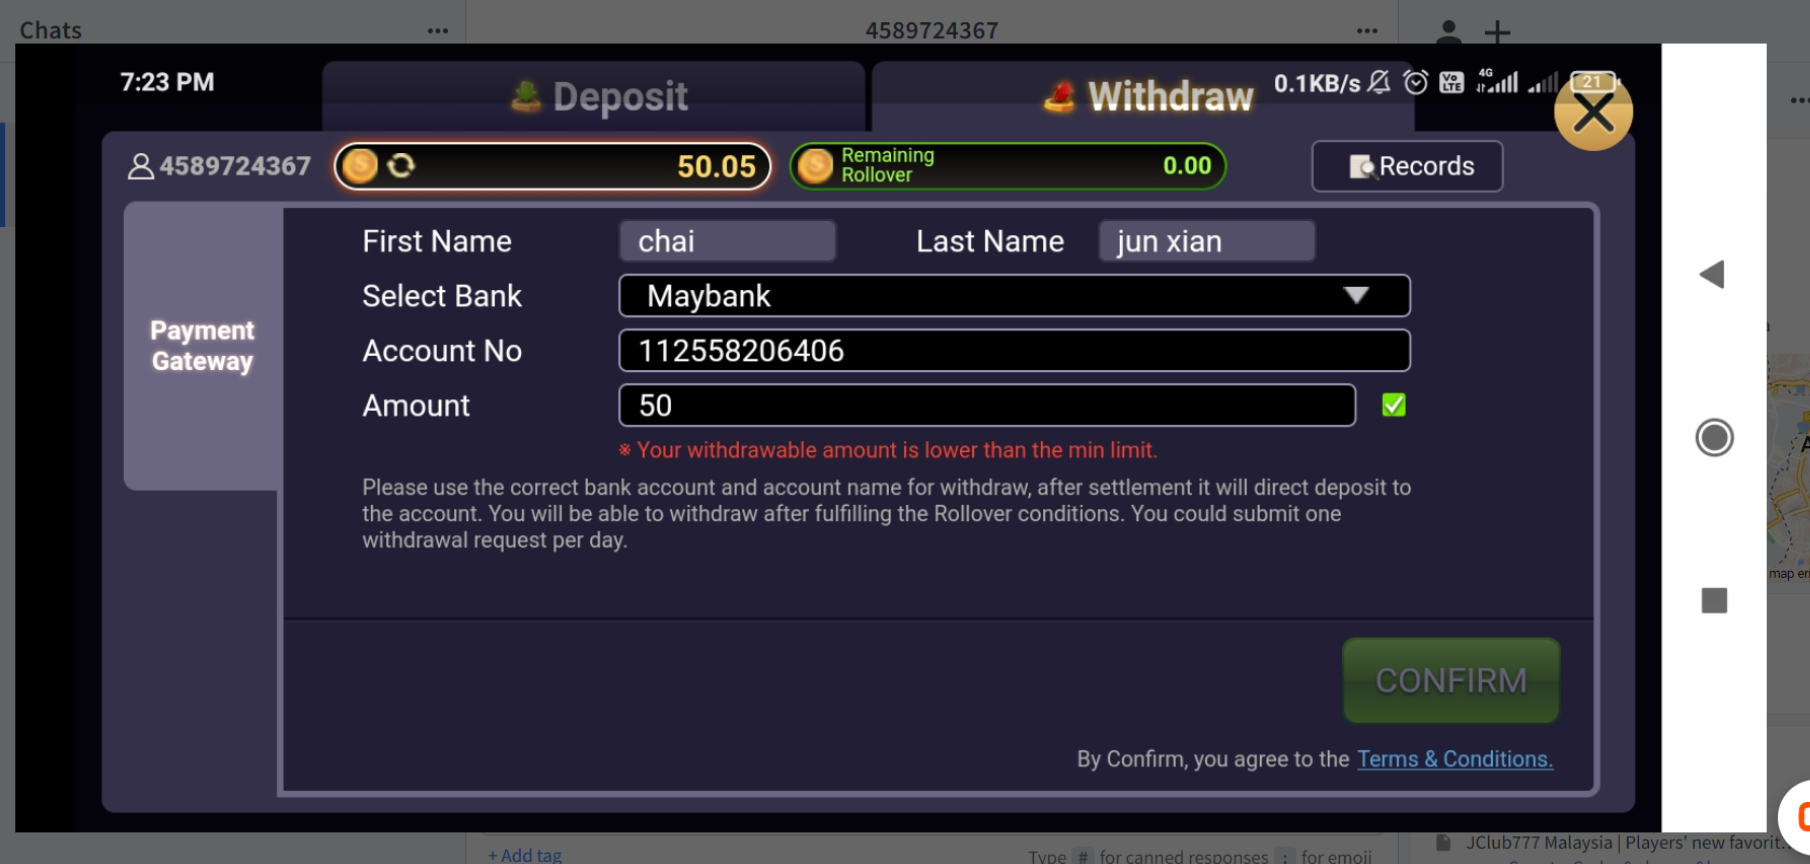 Chats
4589724367
7:23 PM
Deposit
Withdraw
0.1KB/s
Vo LTE
4G
21
4589724367
50.05
Remaining
Rollover
0.00
Records
Payment
Gateway
First Name
chai
Last Name
jun xian
Select Bank
Maybank
Account No
112558206406
Amount
50
※ Your withdrawable amount is lower than the min limit.
Please use the correct bank account and account name for withdraw, after settlement it will direct deposit to
the account. You will be able to withdraw after fulfilling the Rollover conditions. You could submit one
withdrawal request per day.
CONFIRM
By Confirm, you agree to the Terms & Conditions.
map
+ Add tag
Type # for canned responses : for emoji
JClub777 Malaysia | Players' new favorit...